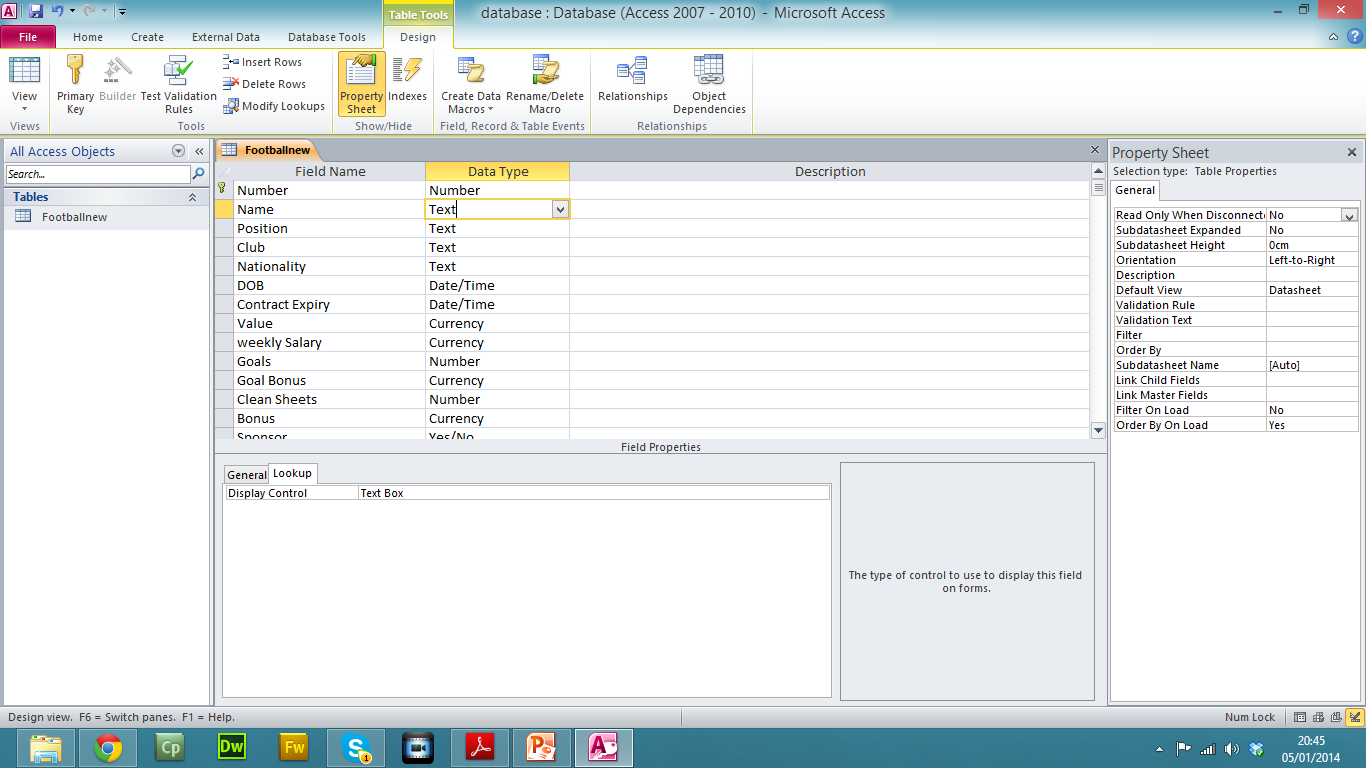 Table Tools
database : Database (Access 2007 - 2010) - Microsoft Access
File Home Create External Data Database Tools Design
View
Primary Key
Builder
Test Validation Rules
Insert Rows
Delete Rows
Modify Lookups
Property Sheet
Indexes
Create Data Macros
Rename/Delete Macro
Relationships
Object Dependencies
Views Tools Show/Hide Field, Record & Table Events Relationships
All Access Objects
Search...
Tables
Footballnew
Footballnew
Field Name Data Type Description
Number Number
Name Text
Position Text
Club Text
Nationality Text
DOB Date/Time
Contract Expiry Date/Time
Value Currency
weekly Salary Currency
Goals Number
Goal Bonus Currency
Clean Sheets Number
Bonus Currency
Sponsor Yes/No
Field Properties
General Lookup
Display Control Text Box
The type of control to use to display this field
on forms.
Property Sheet
Selection type: Table Properties
General
Read Only When Disconnecte No
Subdatasheet Expanded No
Subdatasheet Height 0cm
Orientation Left-to-Right
Description
Default View Datasheet
Validation Rule
Validation Text
Filter
Order By
Subdatasheet Name [Auto]
Link Child Fields
Link Master Fields
Filter On Load No
Order By On Load Yes
Design view. F6 = Switch panes. F1 = Help.
Num Lock
Cp
Dw
Fw
S
1
P
A
20:45
05/01/2014